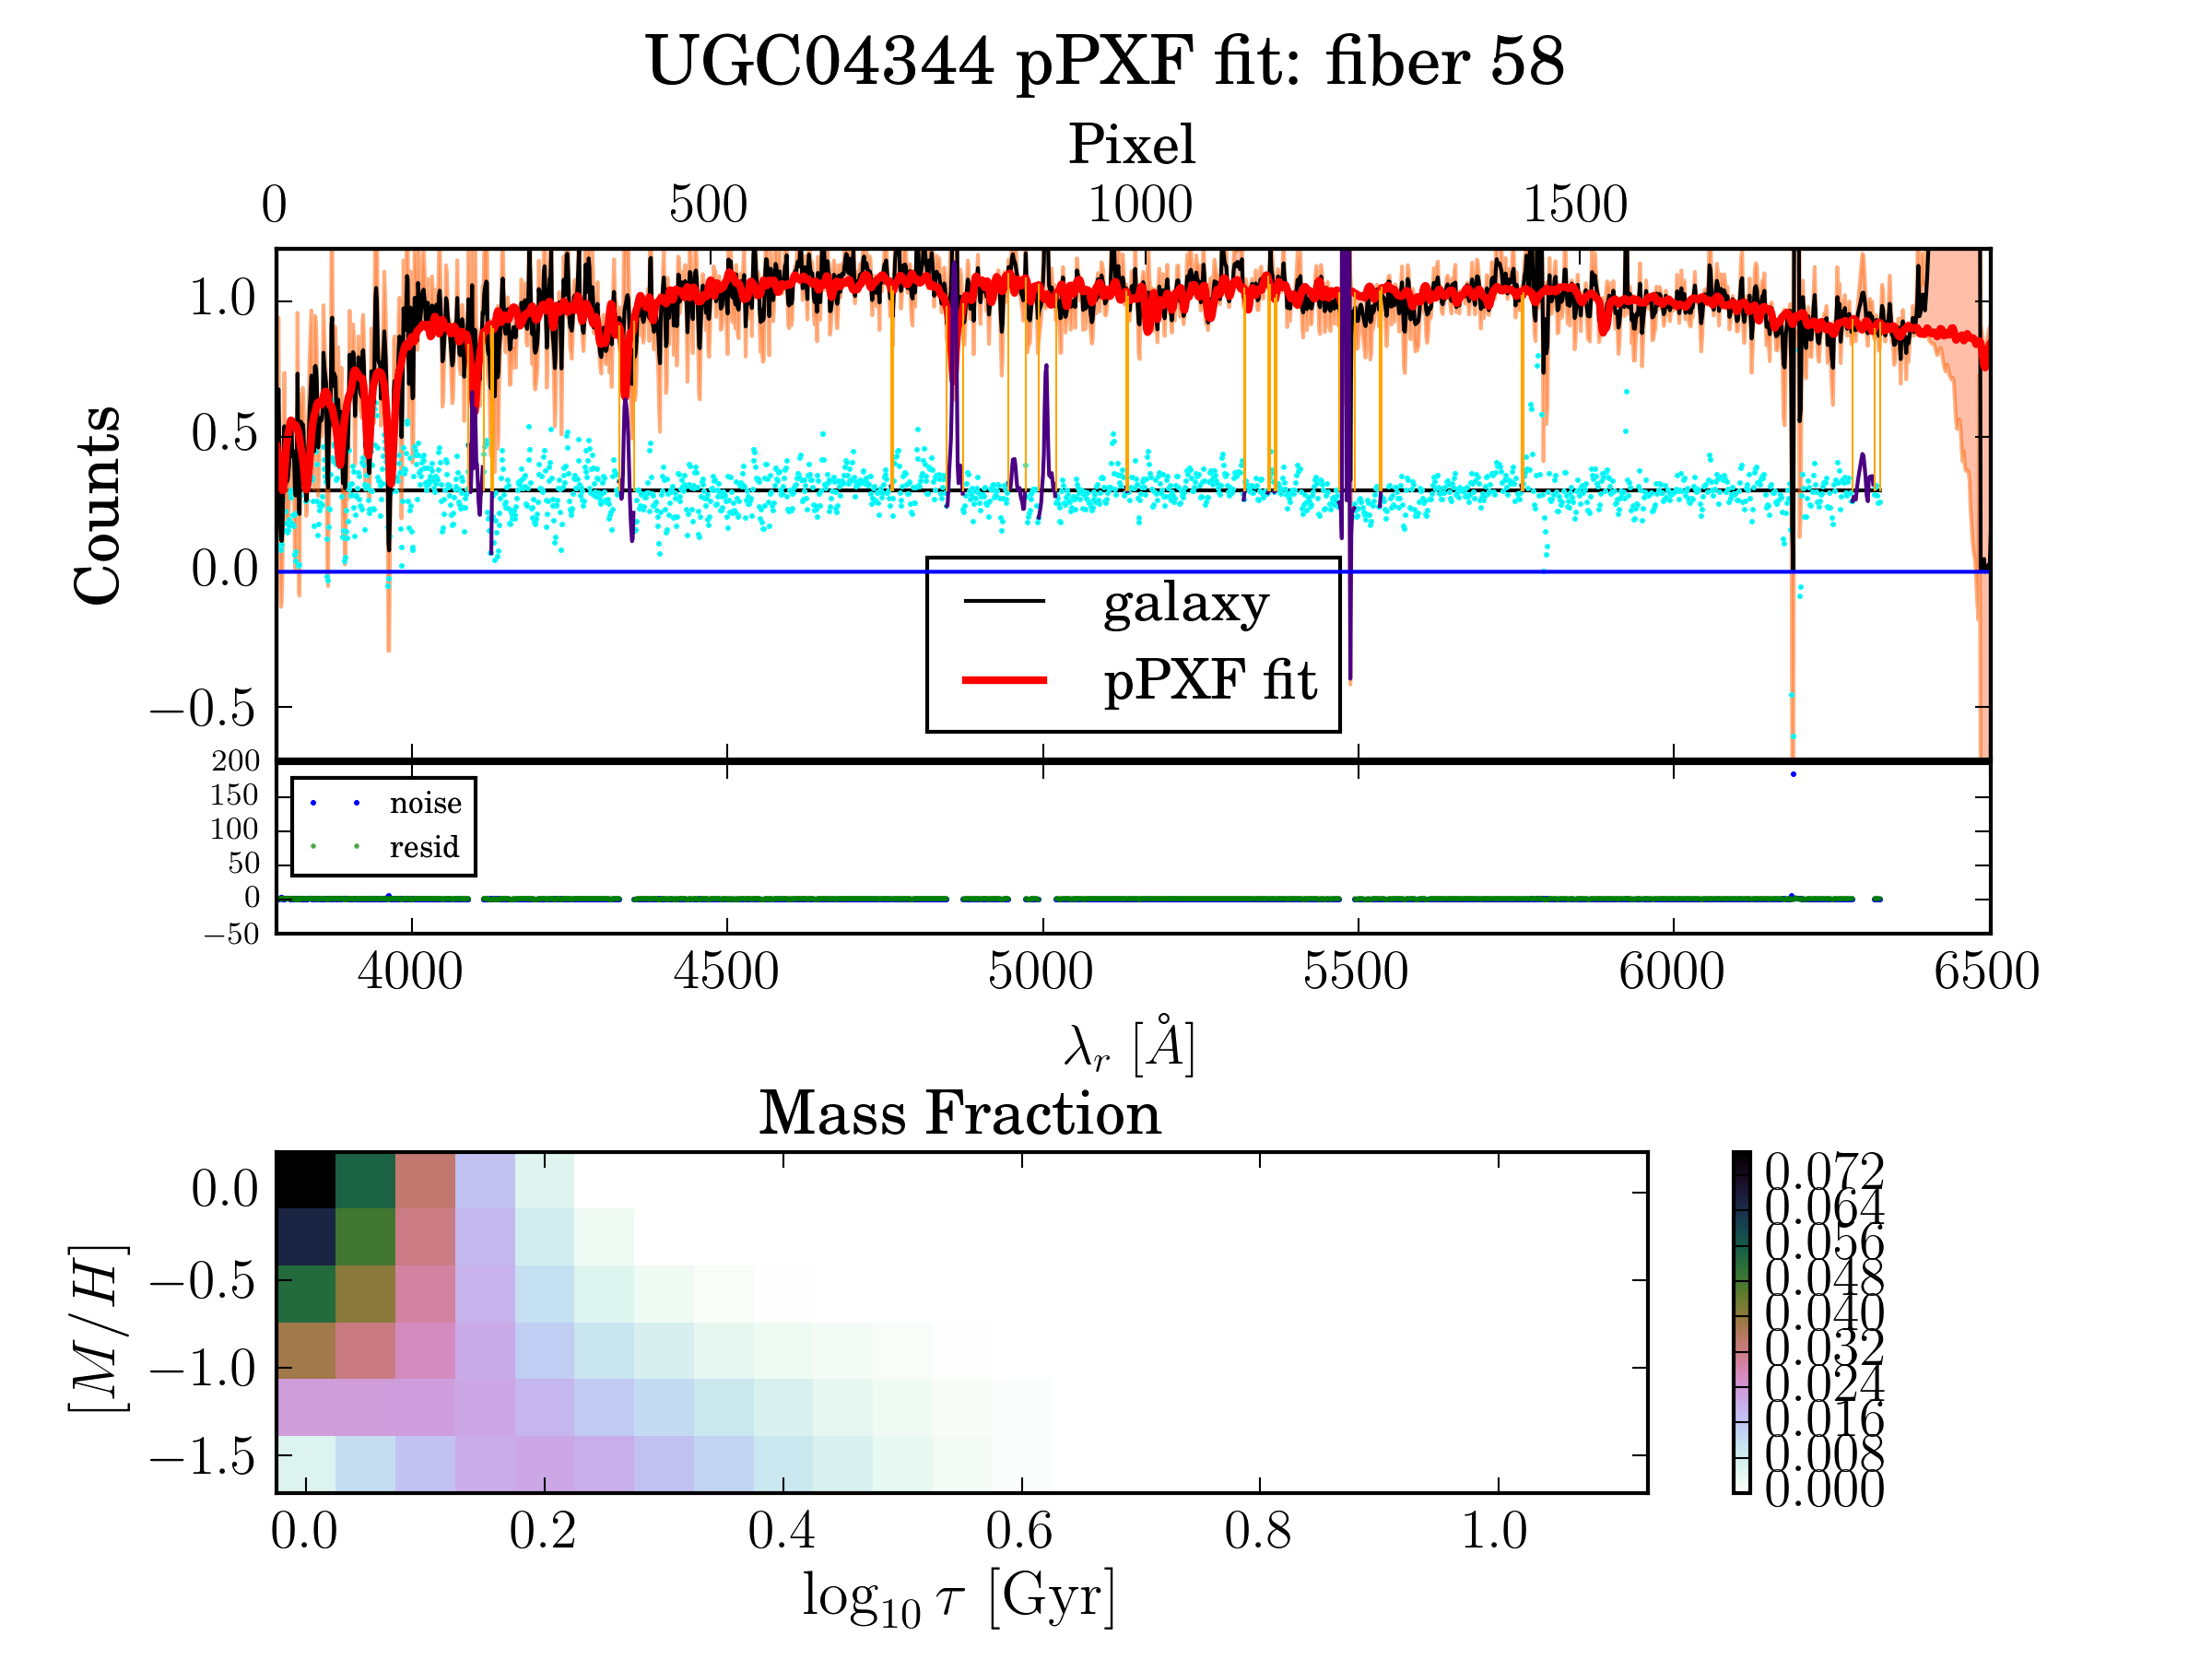 UGC04344 pPXF fit: fiber 58
Pixel
0 500 1000 1500
1.0
0.5
0.0
−0.5
Counts
galaxy
pPXF fit
200
150
100
50
0
−50
noise
resid
4000 4500 5000 5500 6000 6500
λr [Å]
Mass Fraction
0.0
−0.5
−1.0
−1.5
[M/H]
0.0 0.2 0.4 0.6 0.8 1.0
log10 τ [Gyr]
0.072
0.064
0.056
0.048
0.040
0.032
0.024
0.016
0.008
0.000